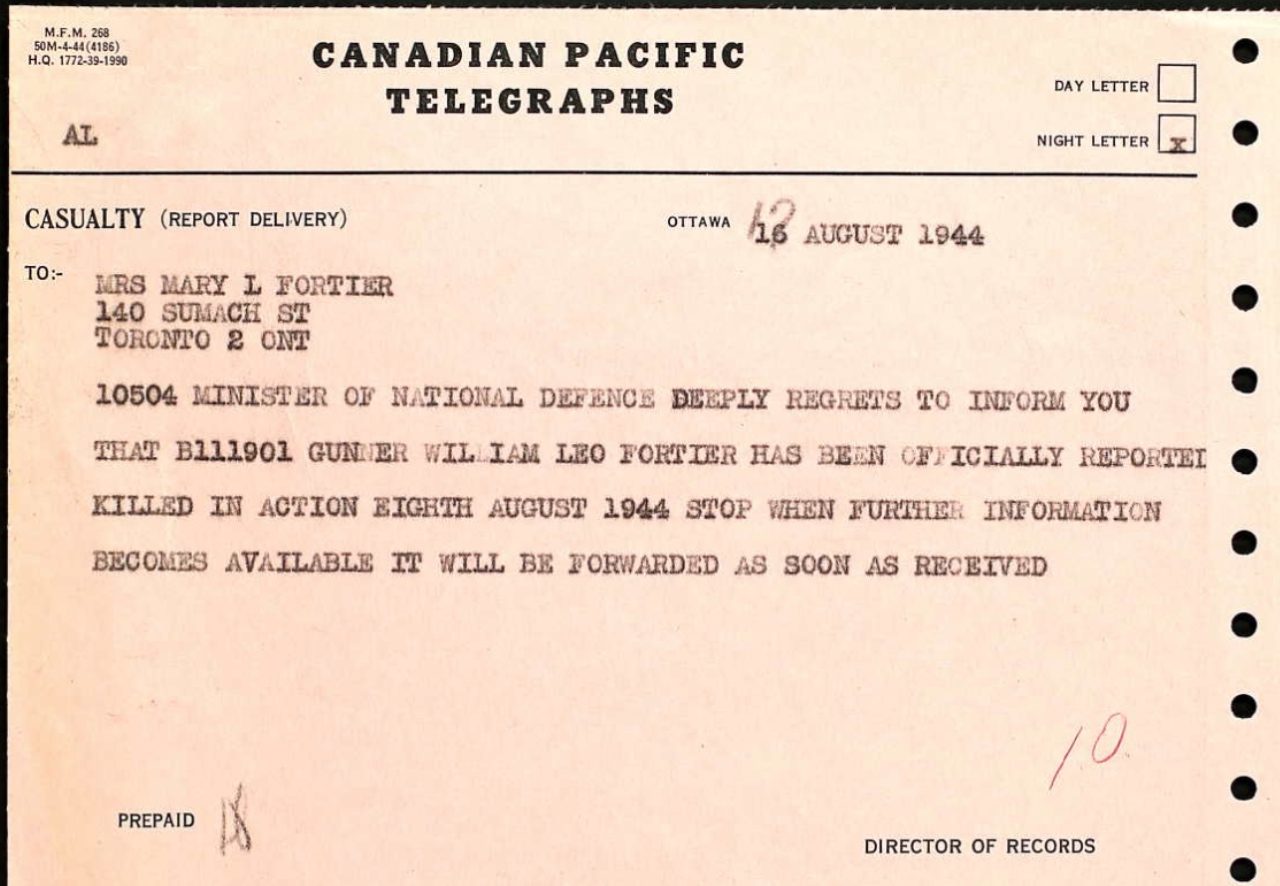 M.F.M. 268
50M-4-44(4186)
H.Q. 1772-39-1990
CANADIAN PACIFIC
TELEGRAPHS
DAY LETTER
AL
NIGHT LETTER X
CASUALTY (REPORT DELIVERY)
OTTAWA 16 AUGUST 1944
TO:-
MRS MARY L FORTIER
140 SUMACH ST
TORONTO 2 ONT
10504 MINISTER OF NATIONAL DEFENCE DEEPLY REGRETS TO INFORM YOU
THAT B111901 GUNNER WILLIAM LEO FORTIER HAS BEEN OFFICIALLY REPORTED
KILLED IN ACTION EIGHTH AUGUST 1944 STOP WHEN FURTHER INFORMATION
BECOMES AVAILABLE IT WILL BE FORWARDED AS SOON AS RECEIVED
10.
PREPAID
DIRECTOR OF RECORDS